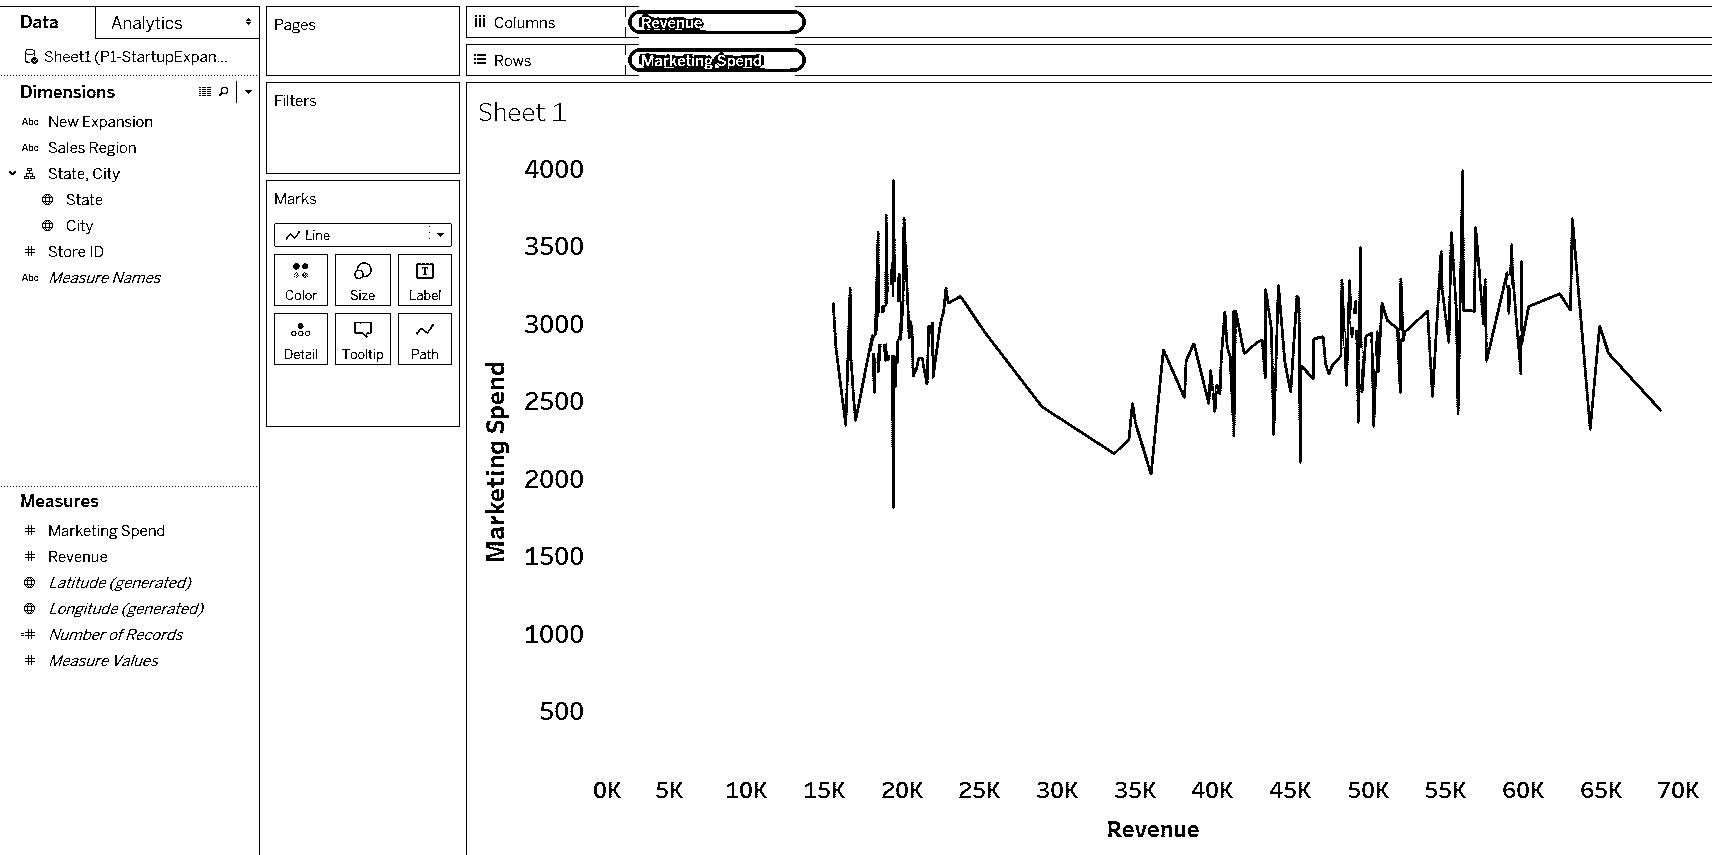 Data
Analytics
Sheet1 (P1-StartupExpan...
Dimensions
Abc New Expansion
Abc Sales Region
State, City
State
City
# Store ID
Abc Measure Names
Measures
# Marketing Spend
# Revenue
Latitude (generated)
Longitude (generated)
=# Number of Records
# Measure Values
Pages
Filters
Marks
Line
Color Size Label
Detail Tooltip Path
Columns Revenue
Rows Marketing Spend
Sheet 1
4000
3500
3000
2500
2000
1500
1000
500
Marketing Spend
0K 5K 10K 15K 20K 25K 30K 35K 40K 45K 50K 55K 60K 65K 70K
Revenue